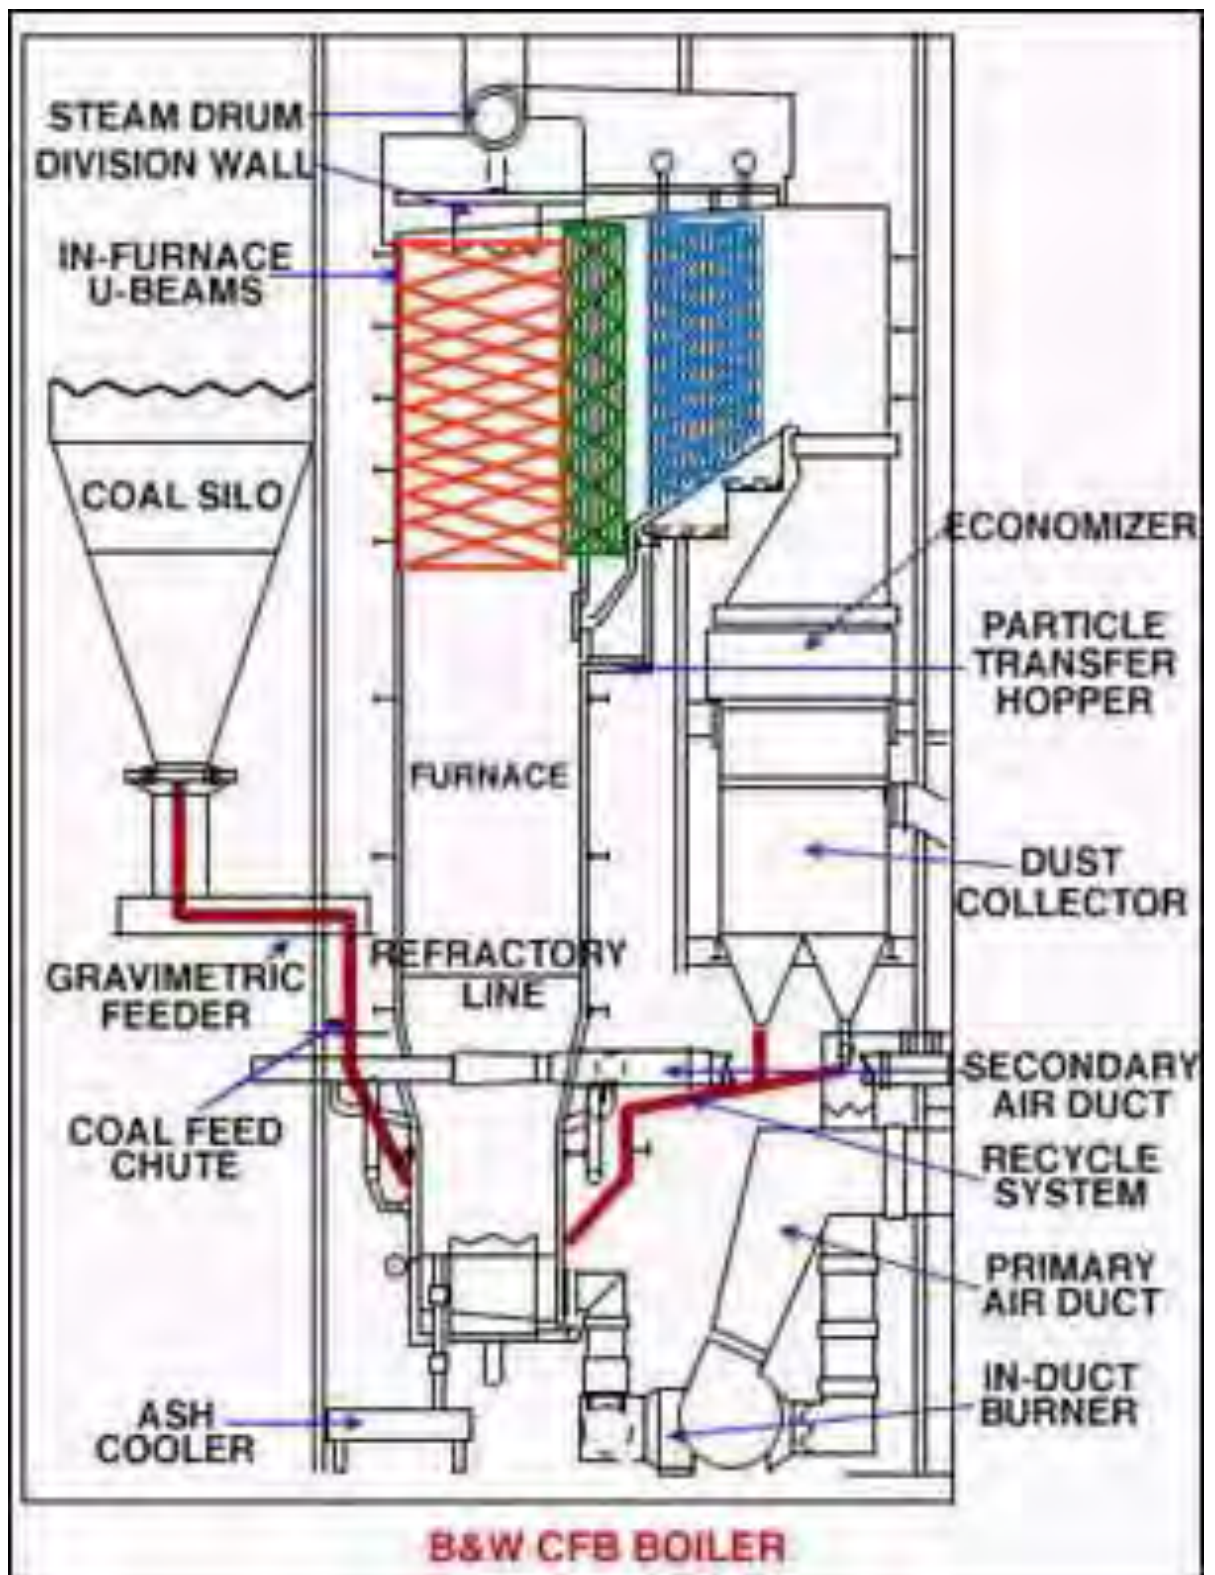 STEAM DRUM
DIVISION WALL
IN-FURNACE
U-BEAMS
COAL SILO
ECONOMIZER
PARTICLE
TRANSFER
HOPPER
FURNACE
DUST
COLLECTOR
REFRACTORY
LINE
GRAVIMETRIC
FEEDER
SECONDARY
AIR DUCT
COAL FEED
CHUTE
RECYCLE
SYSTEM
PRIMARY
AIR DUCT
IN-DUCT
BURNER
ASH
COOLER
B&W CFB BOILER